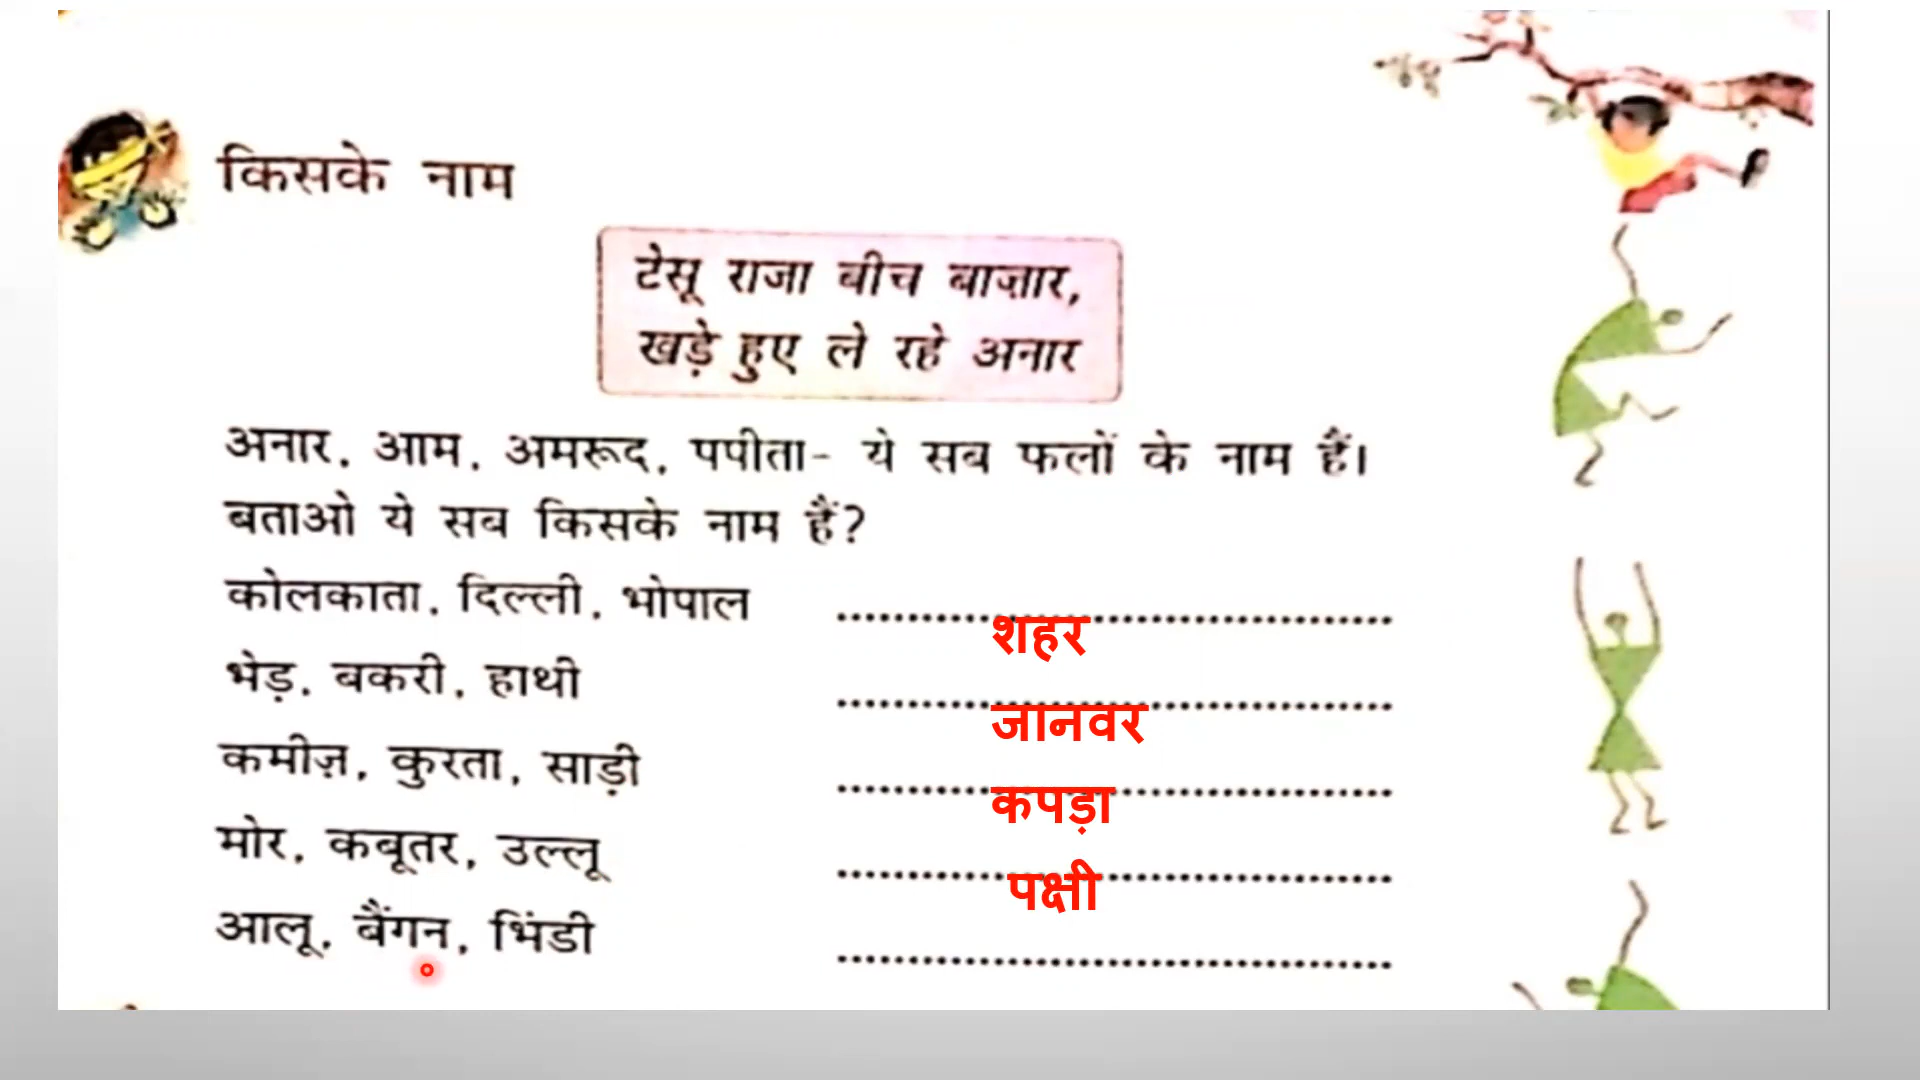 किसके नाम
टेसू राजा बीच बाज़ार,
खड़े हुए ले रहे अनार
अनार, आम, अमरूद, पपीता- ये सब फलों के नाम हैं।
बताओ ये सब किसके नाम हैं?
कोलकाता, दिल्ली, भोपाल ........ शहर
भेड़, बकरी, हाथी ........ जानवर
कमीज़, कुरता, साड़ी ........ कपड़ा
मोर, कबूतर, उल्लू ........ पक्षी
आलू, बैंगन, भिंडी ........